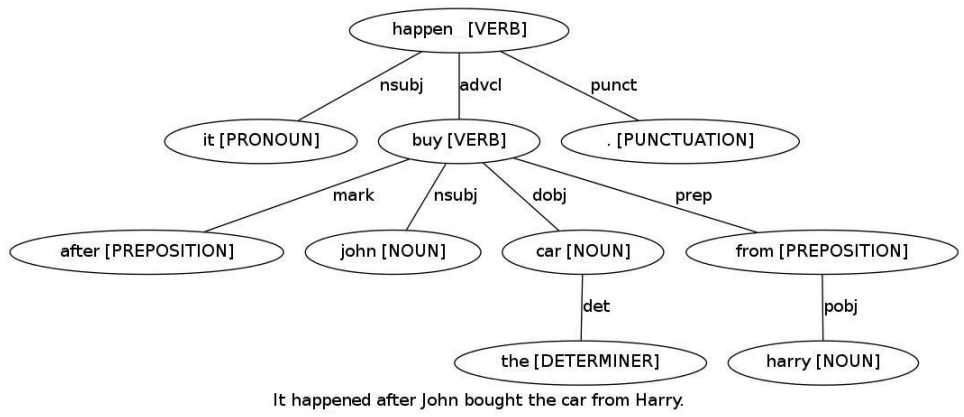 happen [VERB]
nsubj advcl punct
it [PRONOUN] buy [VERB] . [PUNCTUATION]
mark nsubj dobj prep
after [PREPOSITION] john [NOUN] car [NOUN] from [PREPOSITION]
det pobj
the [DETERMINER] harry [NOUN]
It happened after John bought the car from Harry.